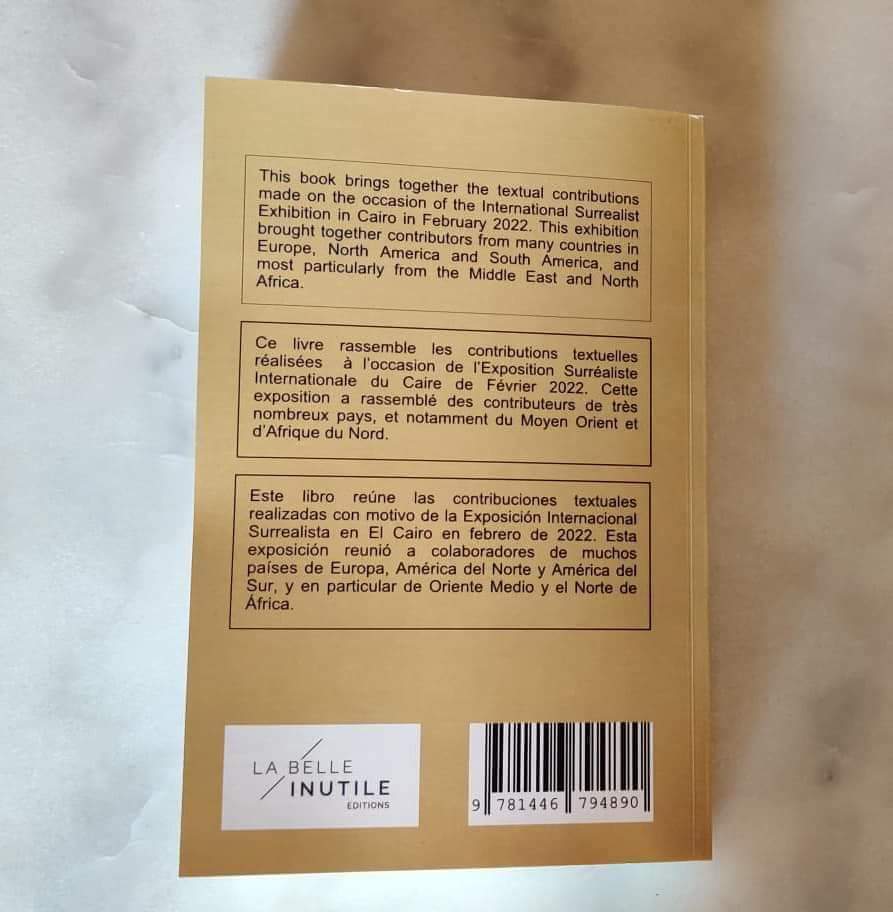 This book brings together the textual contributions
made on the occasion of the International Surrealist
Exhibition in Cairo in February 2022. This exhibition
brought together contributors from many countries in
Europe, North America and South America, and
most particularly from the Middle East and North
Africa.
Ce livre rassemble les contributions textuelles
réalisées à l'occasion de l'Exposition Surréaliste
Internationale du Caire de Février 2022. Cette
exposition a rassemblé des contributeurs de très
nombreux pays, et notamment du Moyen Orient et
d'Afrique du Nord.
Este libro reúne las contribuciones textuales
realizadas con motivo de la Exposición Internacional
Surrealista en El Cairo en febrero de 2022. Esta
exposición reunió a colaboradores de muchos
países de Europa, América del Norte y América del
Sur, y en particular de Oriente Medio y el Norte de
África.
LA BELLE
INUTILE
ÉDITIONS
9 781446 794890